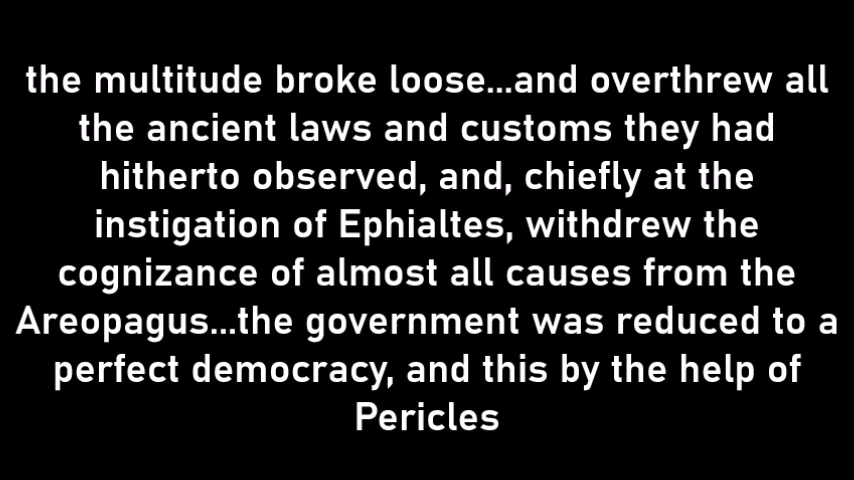 the multitude broke loose...and overthrew all
the ancient laws and customs they had
hitherto observed, and, chiefly at the
instigation of Ephialtes, withdrew the
cognizance of almost all causes from the
Areopagus...the government was reduced to a
perfect democracy, and this by the help of
Pericles